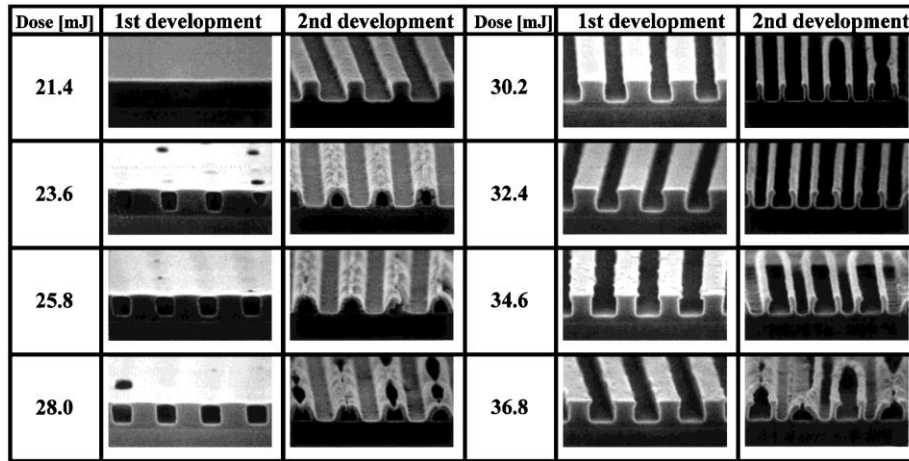 Dose [mJ] 1st development 2nd development Dose [mJ] 1st development 2nd development
21.4 30.2
23.6 32.4
25.8 34.6
28.0 36.8